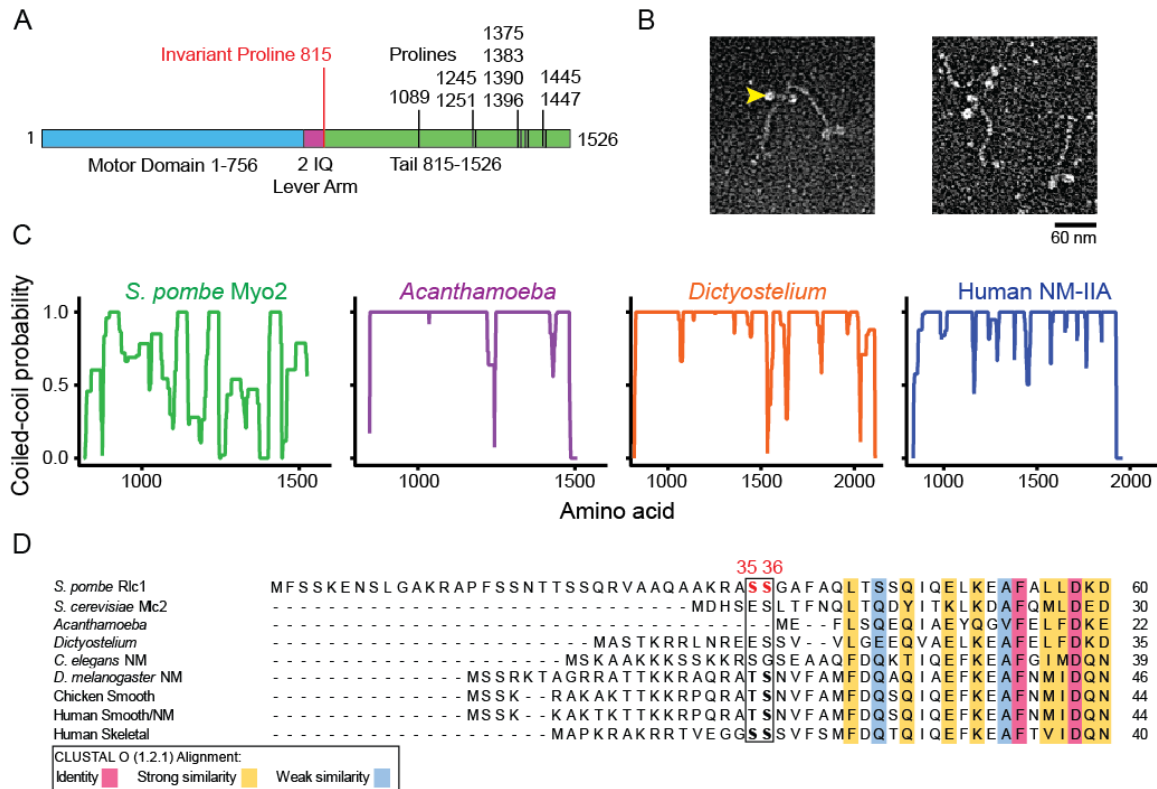 A
B
Invariant Proline 815
Prolines
1375
1383
1245 1390 1445
1089 1251 1396 1447
1
1526
Motor Domain 1-756
2 IQ
Lever Arm
Tail 815-1526
60 nm
C
S. pombe Myo2
Acanthamoeba
Dictyostelium
Human NM-IIA
Coiled-coil probability
1.0
0.5
0.0
1000 1500
1000 1500
1000 1500 2000
1000 1500 2000
Amino acid
D
35 36
S. pombe Rlc1 MFSSKENSLGAKRAPFSSNTTSSQRVAAQAAKRASSGAFAQLTSSQIQELKEAFALLDKD 60
S. cerevisiae Mlc2 - - - - - - - - - - - - - - - - - - - - - - - - - - - - - - MDHSESLTFNQLTQDYITKLKDAFQMLDED 30
Acanthamoeba - - - - - - - - - - - - - - - - - - - - - - - - - - - - - - - - - - - ME - - FLSQEQIAEYQGVFELFDKE 22
Dictyostelium - - - - - - - - - - - - - - - - - - - - - - - MASTKRRLNREESSV - - VLGEEQVAELKEAFELFDKD 35
C. elegans NM - - - - - - - - - - - - - - - - - - - - - MSKAAKKKSSKKRSGSEAAQFDQKTIQEFKEAFGIMDQN 39
D. melanogaster NM - - - - - - - - - - - - - - MSSRKTAGRRATTKKRAQRATSNVFAMFDQAQIAEFKEAFNMIDQN 46
Chicken Smooth - - - - - - - - - - - - - - MSSK - - RAKAKTTKKRPQRATSNVFAMFDQSQIQEFKEAFNMIDQN 44
Human Smooth/NM - - - - - - - - - - - - - - MSSK - - KAKTKTTKKRPQRATSNVFAMFDQSQIQEFKEAFNMIDQN 44
Human Skeletal - - - - - - - - - - - - - - - - - - - - MAPKRAKRRTVEGGSSNVFSMFDQTQIQEFKEAFTVIDQN 40
CLUSTAL O (1.2.1) Alignment:
Identity Strong similarity Weak similarity